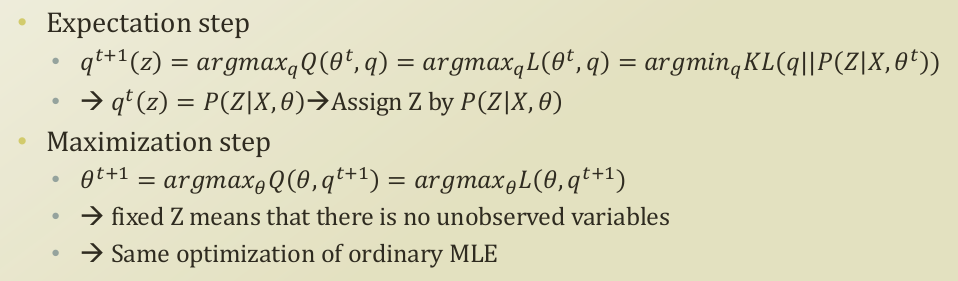 • Expectation step
• q^{t+1}(z) = argmax_q Q(θ^t, q) = argmax_q L(θ^t, q) = argmin_q KL(q||P(Z|X, θ^t))
• → q^t(z) = P(Z|X, θ)→Assign Z by P(Z|X, θ)
• Maximization step
• θ^{t+1} = argmax_θ Q(θ, q^{t+1}) = argmax_θ L(θ, q^{t+1})
• → fixed Z means that there is no unobserved variables
• → Same optimization of ordinary MLE